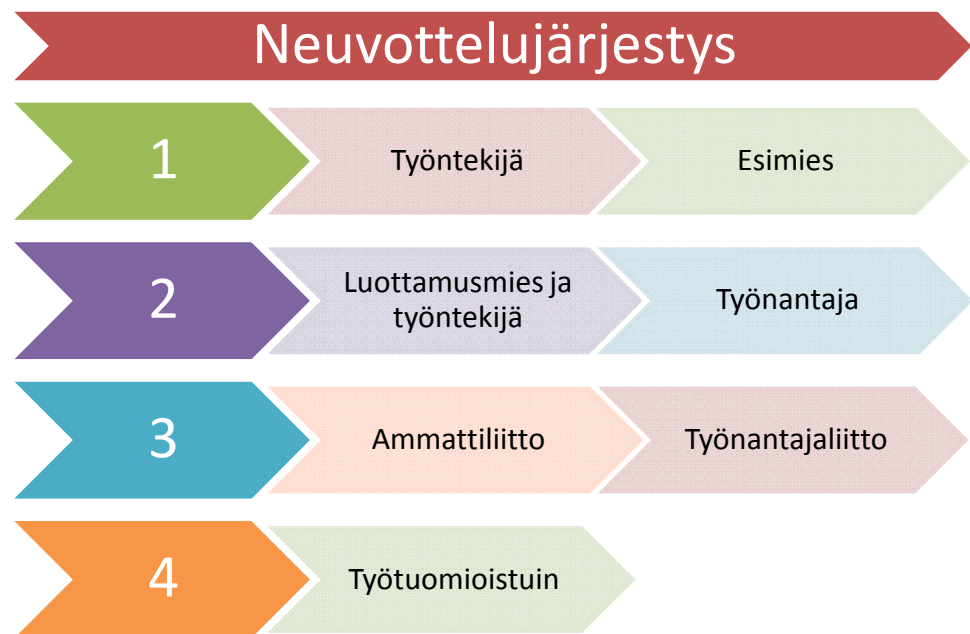 Neuvottelujärjestys
1
Työntekijä
Esimies
2
Luottamusmies ja
työntekijä
Työnantaja
3
Ammattiliitto
Työnantajaliitto
4
Työtuomioistuin